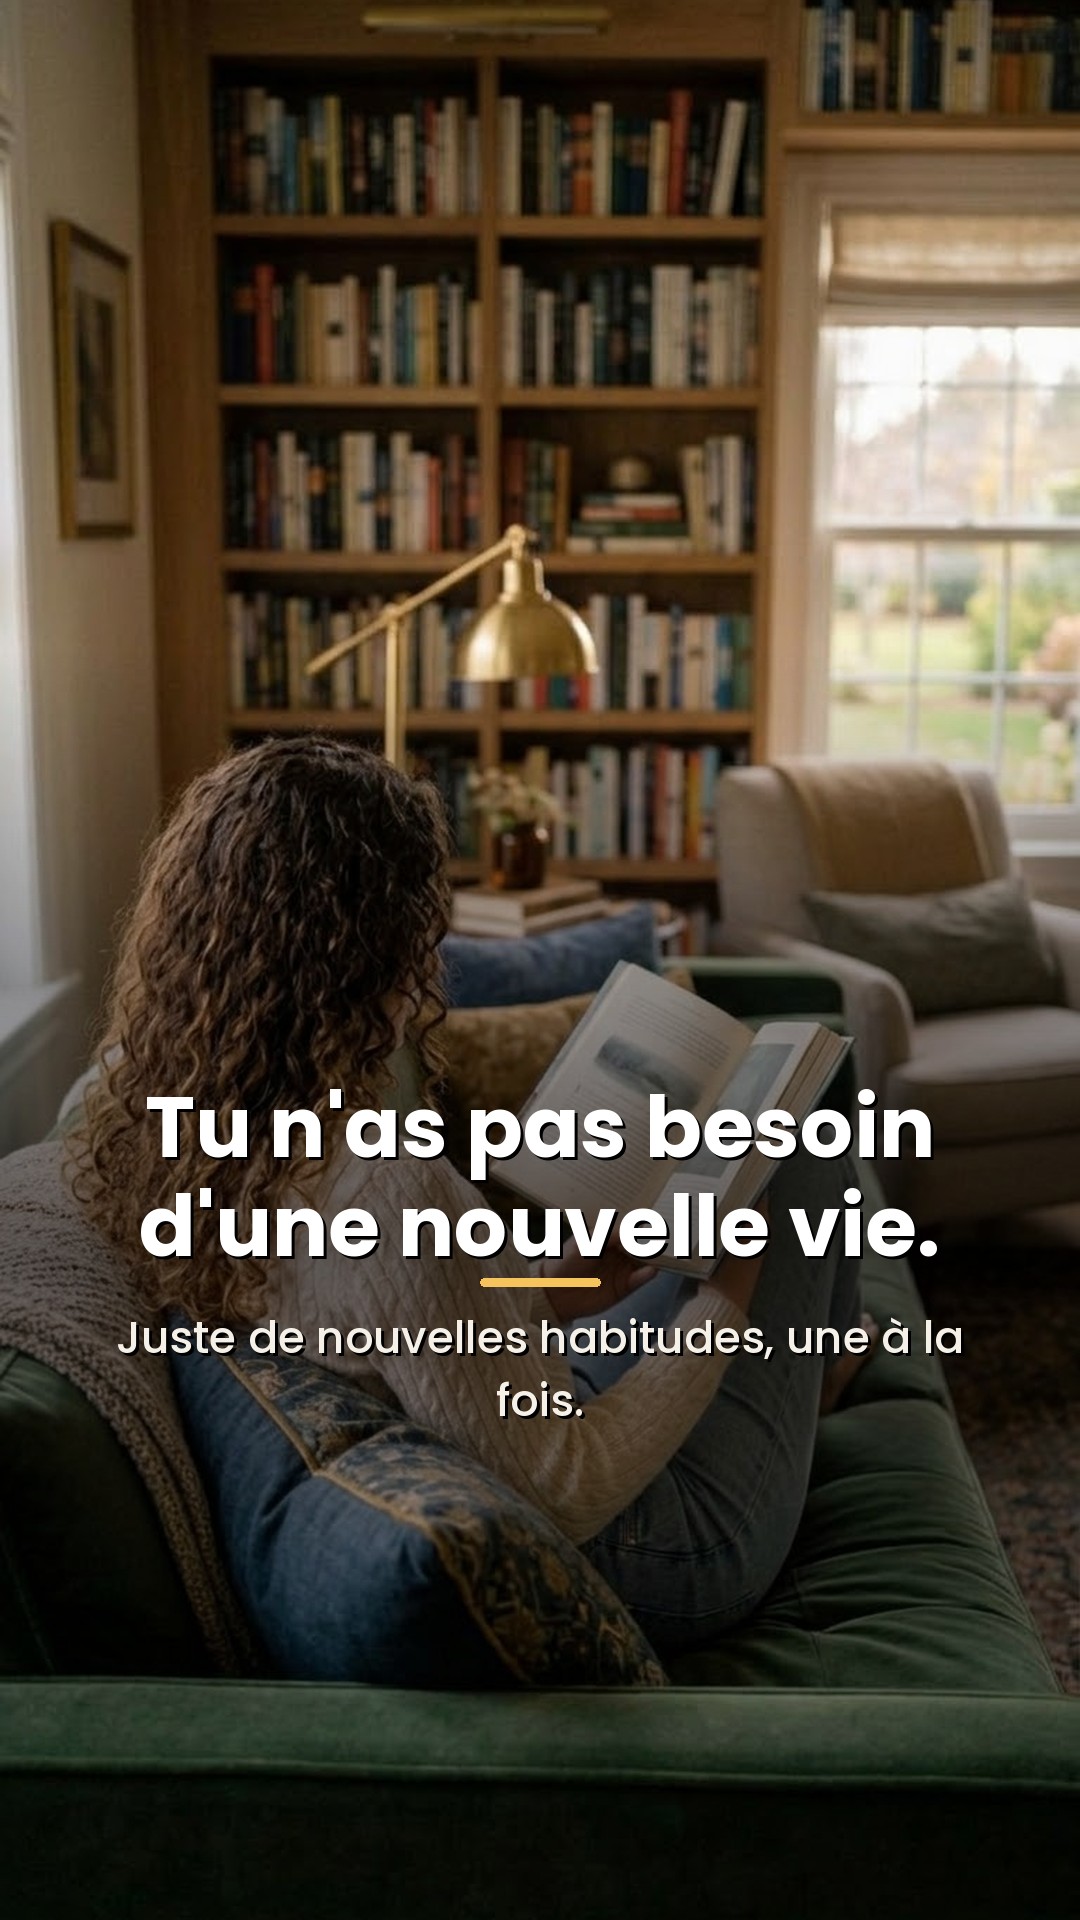 Tu n'as pas besoin
d'une nouvelle vie.
Juste de nouvelles habitudes, une à la
fois.